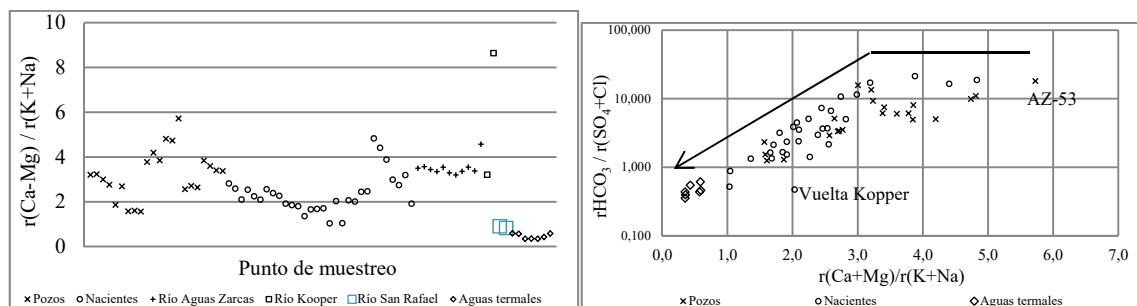 r(Ca-Mg) / r(K+Na)
10
8
6
4
2
0
Punto de muestreo
Pozos Nacientes Río Aguas Zarcas Río Kooper Río San Rafael Aguas termales
rHCO3 / r(SO4+Cl)
100,000
10,000
1,000
0,100
AZ-53
Vuelta Kopper
0,0 1,0 2,0 3,0 4,0 5,0 6,0 7,0
r(Ca+Mg)/r(K+Na)
Pozos Nacientes Aguas termales